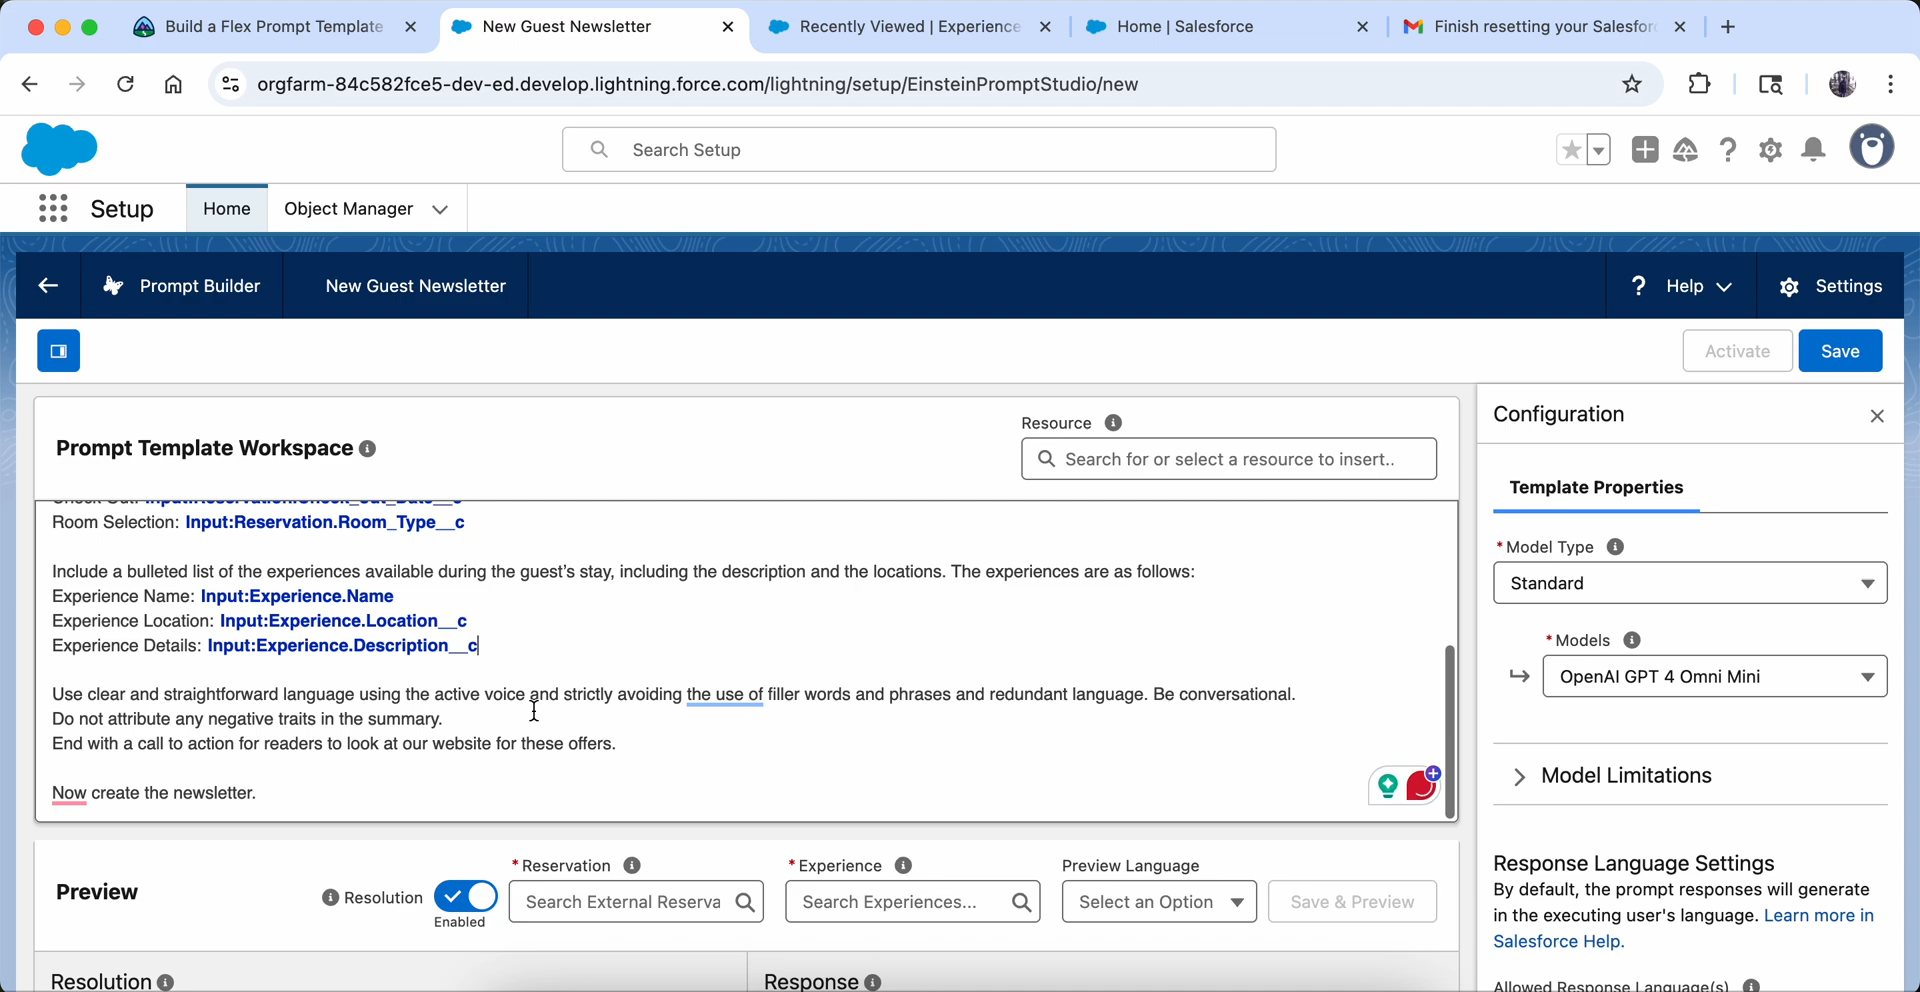 Build a Flex Prompt Template
New Guest Newsletter
Recently Viewed | Experience
Home | Salesforce
Finish resetting your Salesfor
orgfarm-84c582fce5-dev-ed.develop.lightning.force.com/lightning/setup/EinsteinPromptStudio/new
Search Setup
Setup
Home
Object Manager
Prompt Builder
New Guest Newsletter
Help
Settings
Activate
Save
Prompt Template Workspace
Resource
Search for or select a resource to insert..
Check Out: Input:Reservation.Check_Out_Date__c
Room Selection: Input:Reservation.Room_Type__c
Include a bulleted list of the experiences available during the guest’s stay, including the description and the locations. The experiences are as follows:
Experience Name: Input:Experience.Name
Experience Location: Input:Experience.Location__c
Experience Details: Input:Experience.Description__c
Use clear and straightforward language using the active voice and strictly avoiding the use of filler words and phrases and redundant language. Be conversational.
Do not attribute any negative traits in the summary.
End with a call to action for readers to look at our website for these offers.
Now create the newsletter.
Configuration
Template Properties
*Model Type
Standard
*Models
OpenAI GPT 4 Omni Mini
Model Limitations
Response Language Settings
By default, the prompt responses will generate
in the executing user's language. Learn more in
Salesforce Help.
Allowed Response Language(s)
Preview
Resolution
Enabled
*Reservation
Search External Reserva
*Experience
Search Experiences...
Preview Language
Select an Option
Save & Preview
Resolution
Response